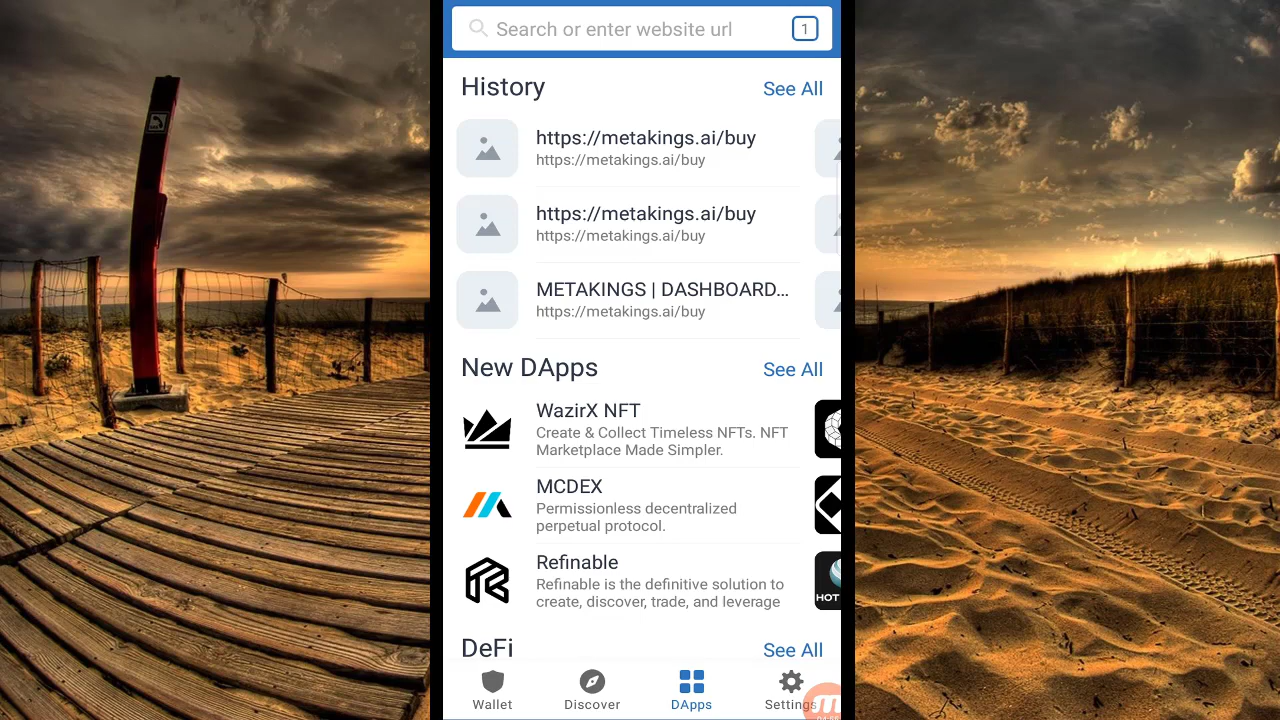 Search or enter website url
1
History
See All
https://metakings.ai/buy
https://metakings.ai/buy
https://metakings.ai/buy
https://metakings.ai/buy
METAKINGS | DASHBOARD...
https://metakings.ai/buy
New DApps
See All
WazirX NFT
Create & Collect Timeless NFTs. NFT
Marketplace Made Simpler.
MCDEX
Permissionless decentralized
perpetual protocol.
Refinable
Refinable is the definitive solution to
create, discover, trade, and leverage
HOT
DeFi
See All
Wallet
Discover
DApps
Settings